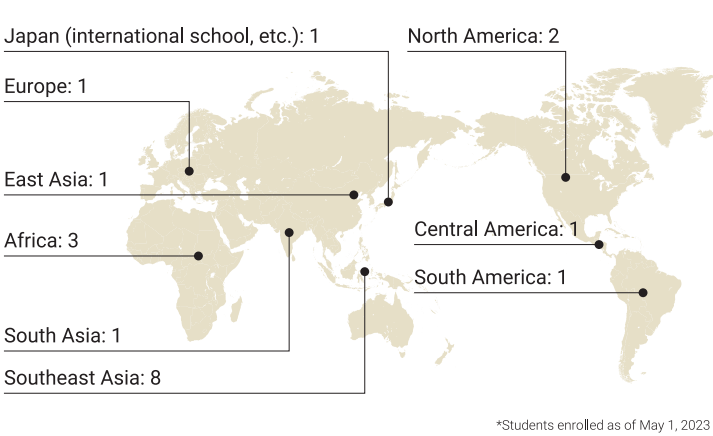 Japan (international school, etc.): 1
North America: 2
Europe: 1
East Asia: 1
Africa: 3
Central America: 1
South America: 1
South Asia: 1
Southeast Asia: 8
*Students enrolled as of May 1, 2023